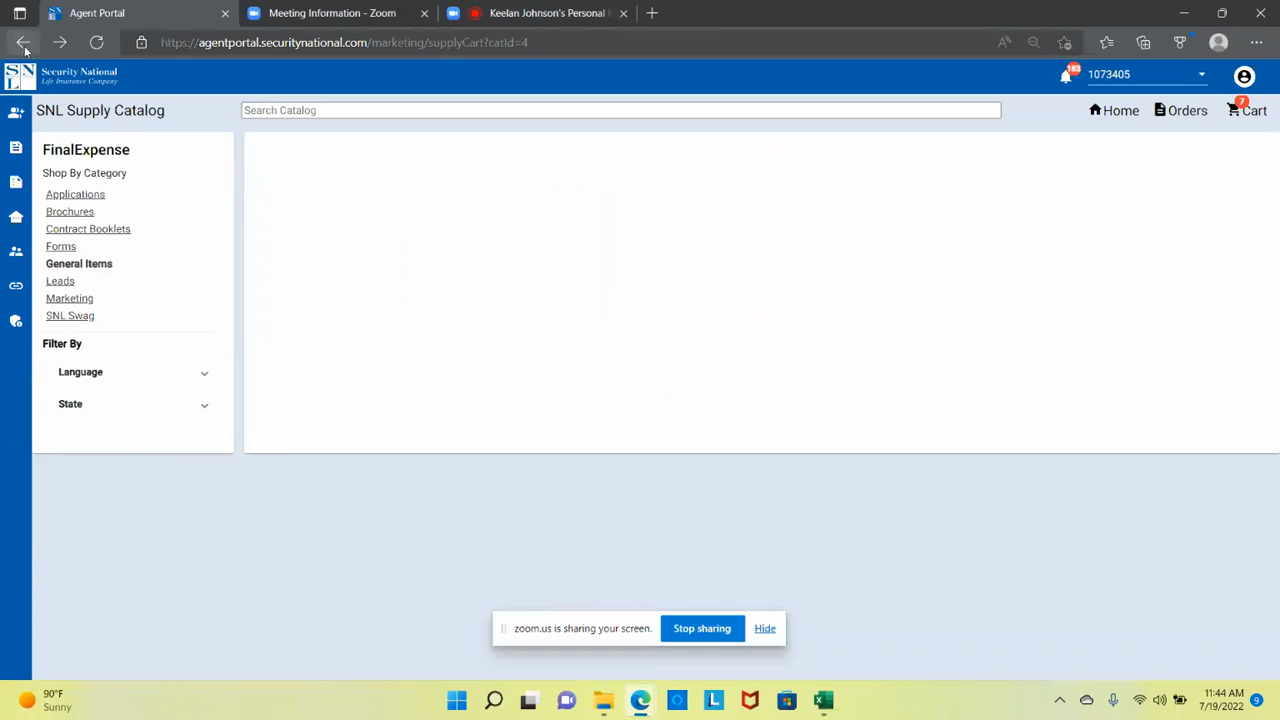 Agent Portal
Meeting Information - Zoom
Keelan Johnson's Personal
https://agentportal.securitynational.com/marketing/supplyCart?catId=4
SNL
Security National
Life Insurance Company
183
1073405
SNL Supply Catalog
Search Catalog
Home
Orders
7
Cart
FinalExpense
Shop By Category
Applications
Brochures
Contract Booklets
Forms
General Items
Leads
Marketing
SNL Swag
Filter By
Language
State
zoom.us is sharing your screen.
Stop sharing
Hide
90°F
Sunny
L
11:44 AM
7/19/2022
9